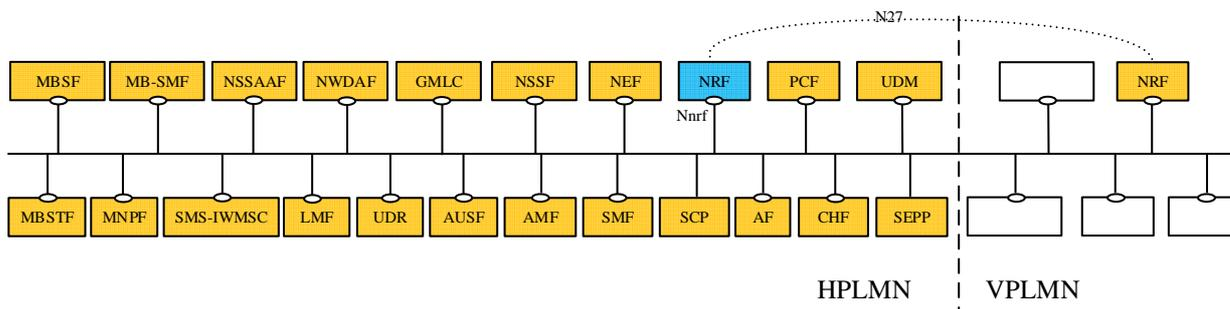 N27
MBSF
MB-SMF
NSSAAF
NWDAF
GMLC
NSSF
NEF
NRF
PCF
UDM
NRF
Nnrf
MBSTF
MNPF
SMS-IWMSC
LMF
UDR
AUSF
AMF
SMF
SCP
AF
CHF
SEPP
HPLMN
VPLMN